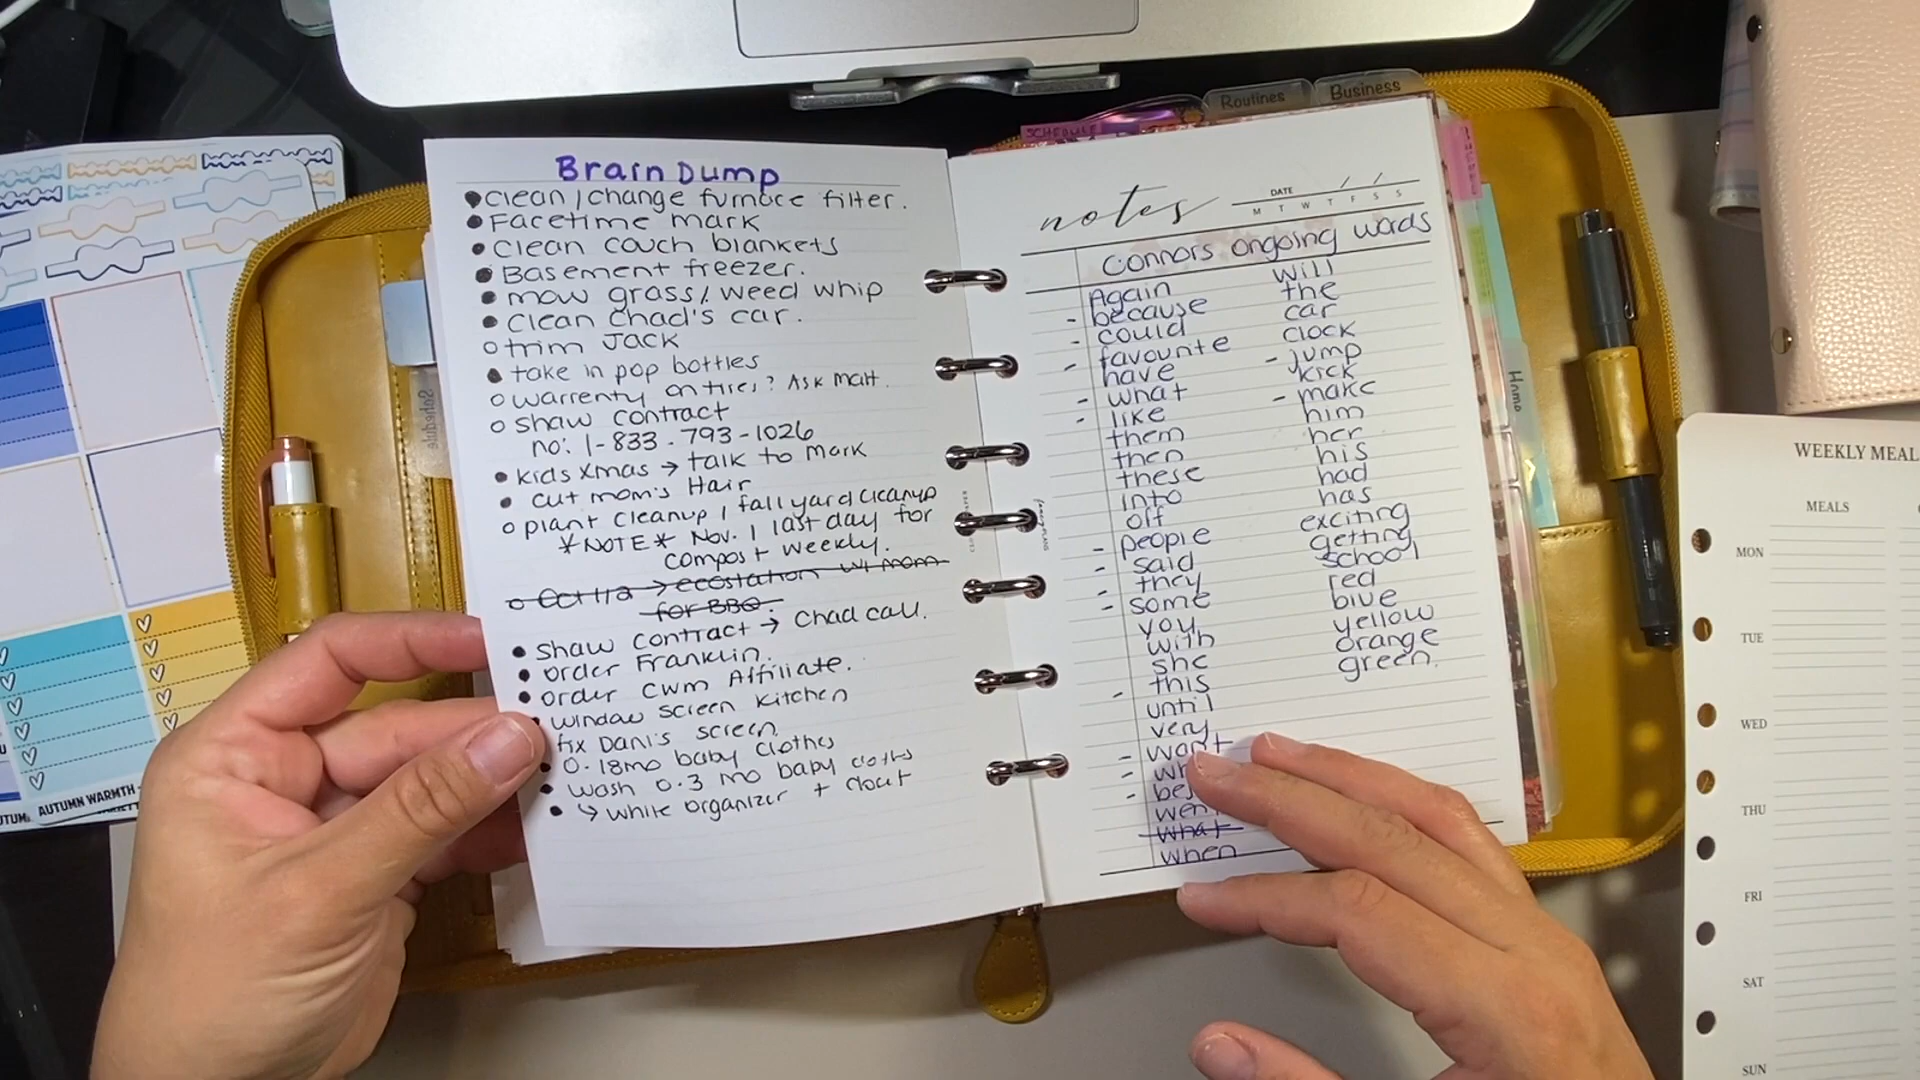 Brain Dump
clean/change furnace filter.
Facetime mark
clean couch blankets
Basement freezer.
mow grass/weed whip
clean Chad's car.
trim Jack
take in pop bottles
warrenty on tires? Ask Matt.
shaw contract
no: 1-833-793-1026
kids xmas → talk to Mark
cut mom's Hair
plant cleanup / fall yard cleanup
*NOTE* Nov. 1 last day for
compost weekly.
→ ecostation w/ mom
for BBQ.
shaw contract → Chad call.
order Franklin.
order cwm Affiliate.
window screen kitchen
fix Dani's screen.
0-18mo baby clothes
wash 0-3 mo baby cloths
↳ white organizer + closet
SCHEDULE
Routines
Business
notes
DATE / /
M T W T F S S
Connors ongoing words
Again
- because
- could
- favourite
have
- what
- like
them
then
these
into
off
- people
- said
- they
- some
you
with
she
- this
until
very
- want
-
-
when
will
the
car
clock
- jump
kick
- make
him
her
his
had
has
exciting
getting
school
red
blue
yellow
orange
green.
Home
Schedule
AUTUMN WARMTH
WEEKLY MEAL
MEALS
MON
TUE
WED
THU
FRI
SAT
SUN